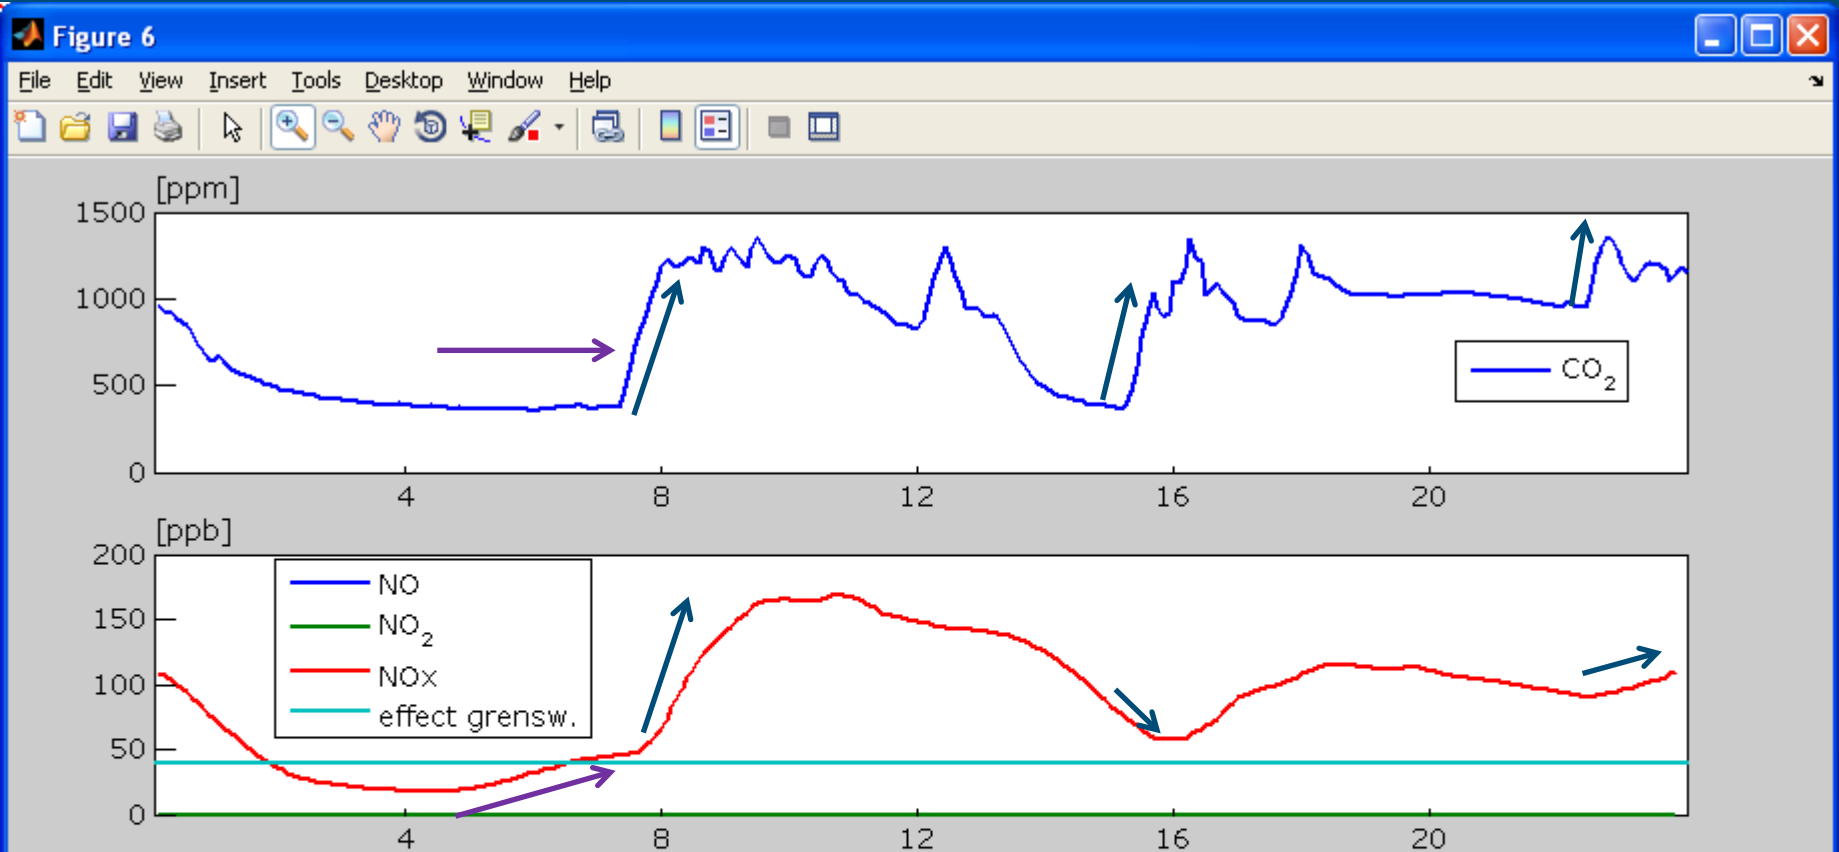 Figure 6
File Edit View Insert Tools Desktop Window Help
[ppm]
1500
1000
500
0
CO2
4 8 12 16 20
[ppb]
200
150
100
50
0
NO
NO2
NOx
effect grensw.
4 8 12 16 20